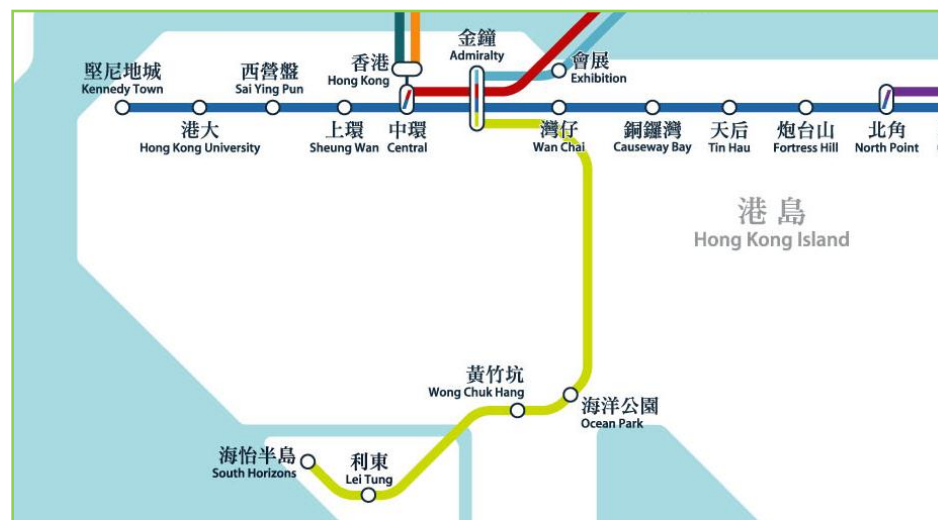 堅尼地城
Kennedy Town
港大
Hong Kong University
西營盤
Sai Ying Pun
上環
Sheung Wan
香港
Hong Kong
中環
Central
金鐘
Admiralty
會展
Exhibition
灣仔
Wan Chai
銅鑼灣
Causeway Bay
天后
Tin Hau
炮台山
Fortress Hill
北角
North Point
港島
Hong Kong Island
黃竹坑
Wong Chuk Hang
海洋公園
Ocean Park
海怡半島
South Horizons
利東
Lei Tung